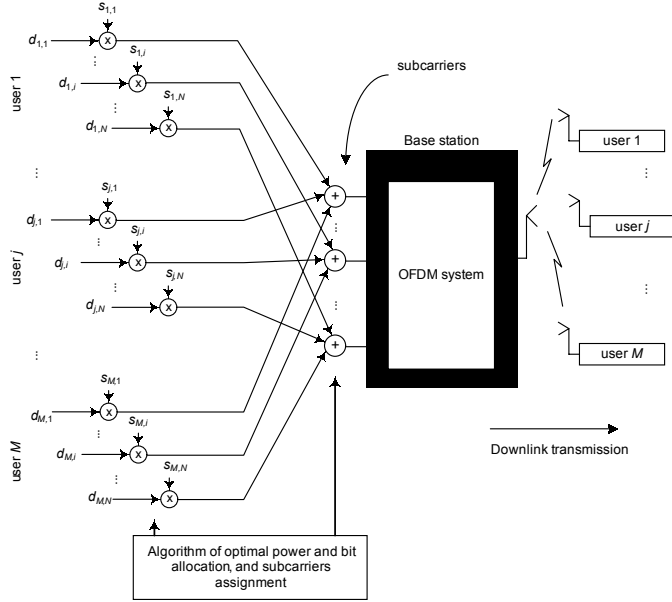 s1,1
d1,1
x
s1,i
d1,i
x
s1,N
d1,N
x
user 1
sj,1
dj,1
x
sj,i
dj,i
x
sj,N
dj,N
x
user j
sM,1
dM,1
x
sM,i
dM,i
x
sM,N
dM,N
x
user M
+
+
+
subcarriers
Base station
OFDM system
user 1
user j
user M
Downlink transmission
Algorithm of optimal power and bit
allocation, and subcarriers
assignment